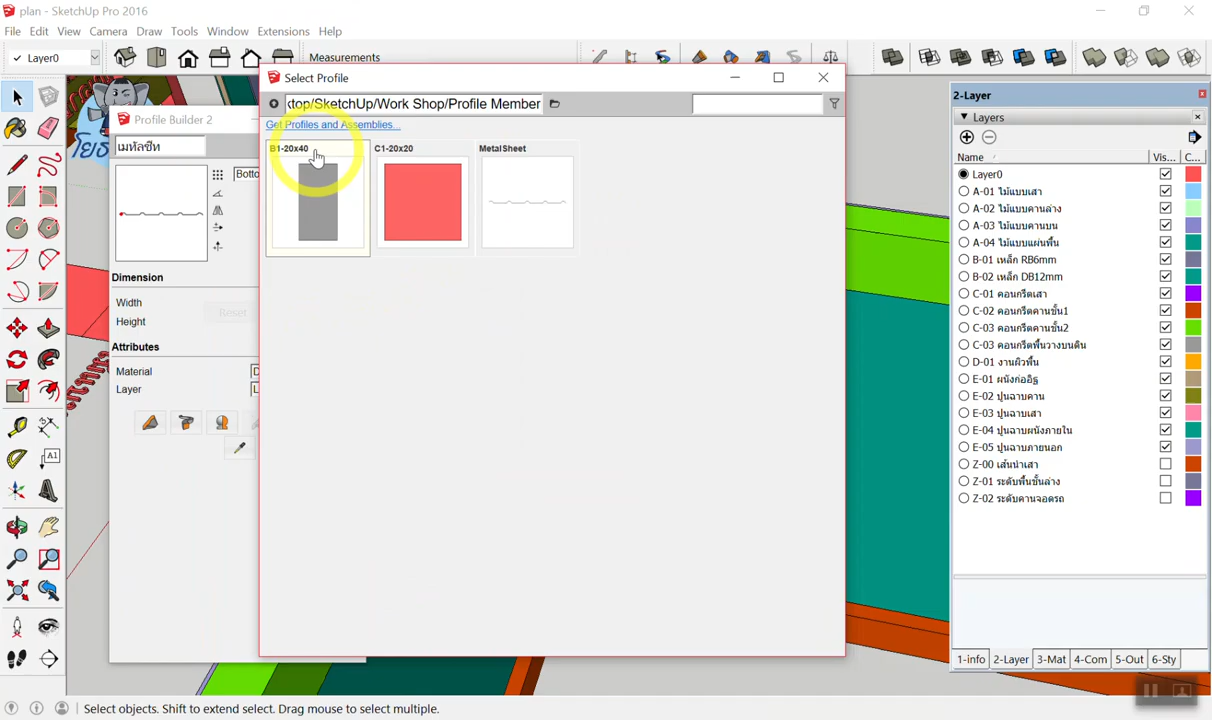 plan - SketchUp Pro 2016
File Edit View Camera Draw Tools Window Extensions Help
Layer0
Measurements
Select Profile
ktop/SketchUp/Work Shop/Profile Member
Get Profiles and Assemblies...
B1-20x40
C1-20x20
MetalSheet
Profile Builder 2
เมทัลซีท
Botto
Dimension
Width
Height
Reset
Attributes
Material
D
Layer
L
A1
โยธ
2-Layer
Layers
Name Vis... C...
Layer0
A-01 ไม้แบบเสา
A-02 ไม้แบบคานล่าง
A-03 ไม้แบบคานบน
A-04 ไม้แบบแผ่นพื้น
B-01 เหล็ก RB6mm
B-02 เหล็ก DB12mm
C-01 คอนกรีตเสา
C-02 คอนกรีตคานชั้น1
C-03 คอนกรีตคานชั้น2
C-03 คอนกรีตพื้นวางบนดิน
D-01 งานผิวพื้น
E-01 ผนังก่ออิฐ
E-02 ปูนฉาบคาน
E-03 ปูนฉาบเสา
E-04 ปูนฉาบผนังภายใน
E-05 ปูนฉาบภายนอก
Z-00 เส้นนำเสา
Z-01 ระดับพื้นชั้นล่าง
Z-02 ระดับคานจอดรถ
1-info 2-Layer 3-Mat 4-Com 5-Out 6-Sty
Select objects. Shift to extend select. Drag mouse to select multiple.